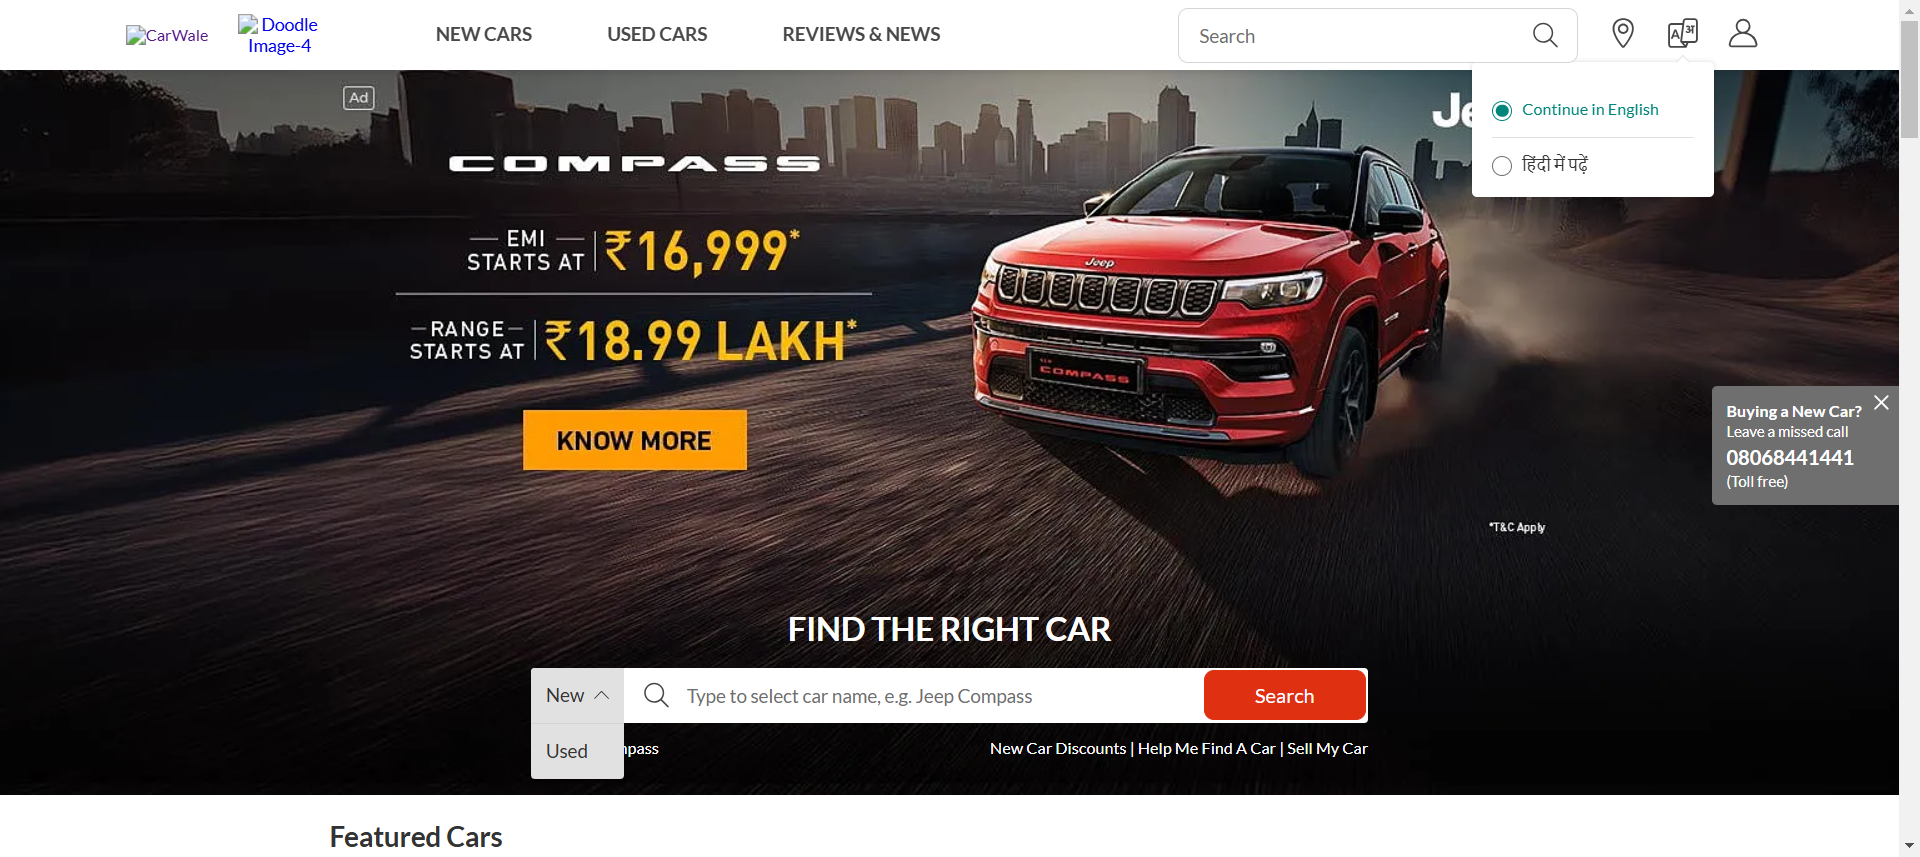 CarWale
Doodle
Image-4
NEW CARS
USED CARS
REVIEWS & NEWS
Search
A अ
Continue in English
हिंदी में पढ़ें
Ad
COMPASS
EMI
STARTS AT
₹16,999*
RANGE
STARTS AT
₹18.99 LAKH*
KNOW MORE
Jeep
COMPASS
Buying a New Car?
Leave a missed call
08068441441
(Toll free)
*T&C Apply
FIND THE RIGHT CAR
New
Type to select car name, e.g. Jeep Compass
Search
Used
mpass
New Car Discounts | Help Me Find A Car | Sell My Car
Featured Cars